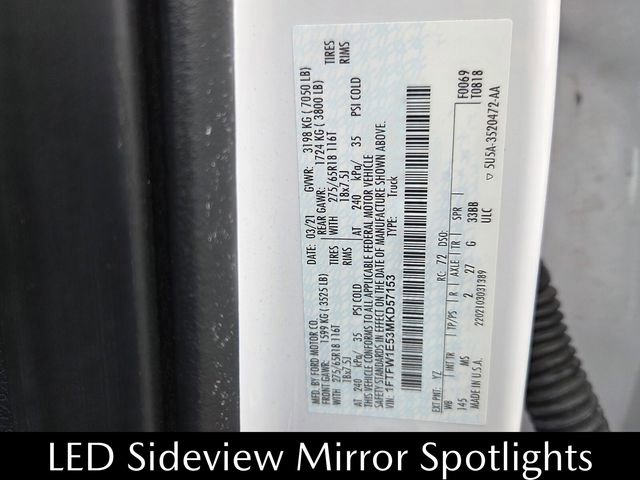 MFD. BY FORD MOTOR CO.
DATE: 03/21 GVWR: 3198 KG ( 7050 LB)
FRONT GAWR: 1599 KG ( 3525 LB) REAR GAWR: 1724 KG ( 3800 LB)
WITH 275/65R18 116T TIRES WITH 275/65R18 116T TIRES
18x7.5J RIMS 18x7.5J RIMS
AT 240 kPa/ 35 PSI COLD AT 240 kPa/ 35 PSI COLD
THIS VEHICLE CONFORMS TO ALL APPLICABLE FEDERAL MOTOR VEHICLE
SAFETY STANDARDS IN EFFECT ON THE DATE OF MANUFACTURE SHOWN ABOVE.
VIN: 1FTFW1E53MKD57153 TYPE: Truck
F0069
T0818
EXT PNT: YZ RC: 72 DSO:
WB INT TR TP/PS R AXLE TR SPR
145 MS 2 27 G 33BB
MADE IN U.S.A. ULC
22021030313B9
▽ 5U5A-3520472-AA
LED Sideview Mirror Spotlights